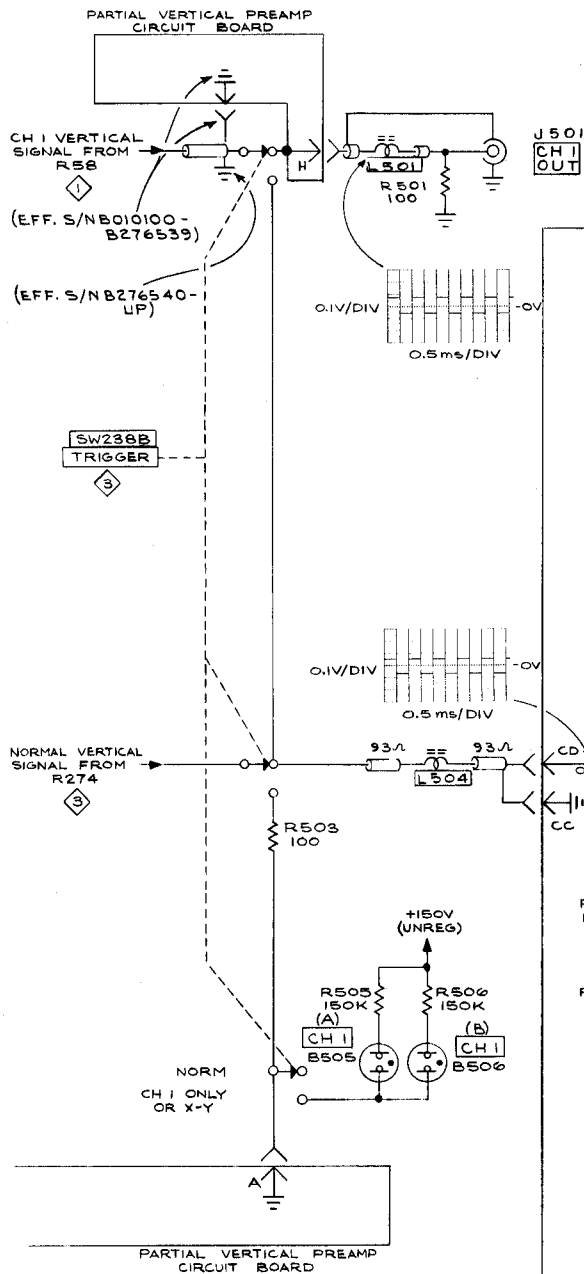 PARTIAL VERTICAL PREAMP
CIRCUIT BOARD
CH 1 VERTICAL
SIGNAL FROM
R58
1
H
L501
R501
100
J501
CH 1
OUT
(EFF. S/N B010100-
B276539)
(EFF. S/N B276540-
UP)
0.1V/DIV
-0V
0.5ms/DIV
SW238B
TRIGGER
3
0.1V/DIV
-0V
0.5ms/DIV
NORMAL VERTICAL
SIGNAL FROM
R274
3
93Ω
93Ω
L504
CD
CC
R503
100
+150V
(UNREG)
R505
150K
R506
150K
(A)
CH 1
B505
(B)
CH 1
B506
NORM
CH 1 ONLY
OR X-Y
A
PARTIAL VERTICAL PREAMP
CIRCUIT BOARD